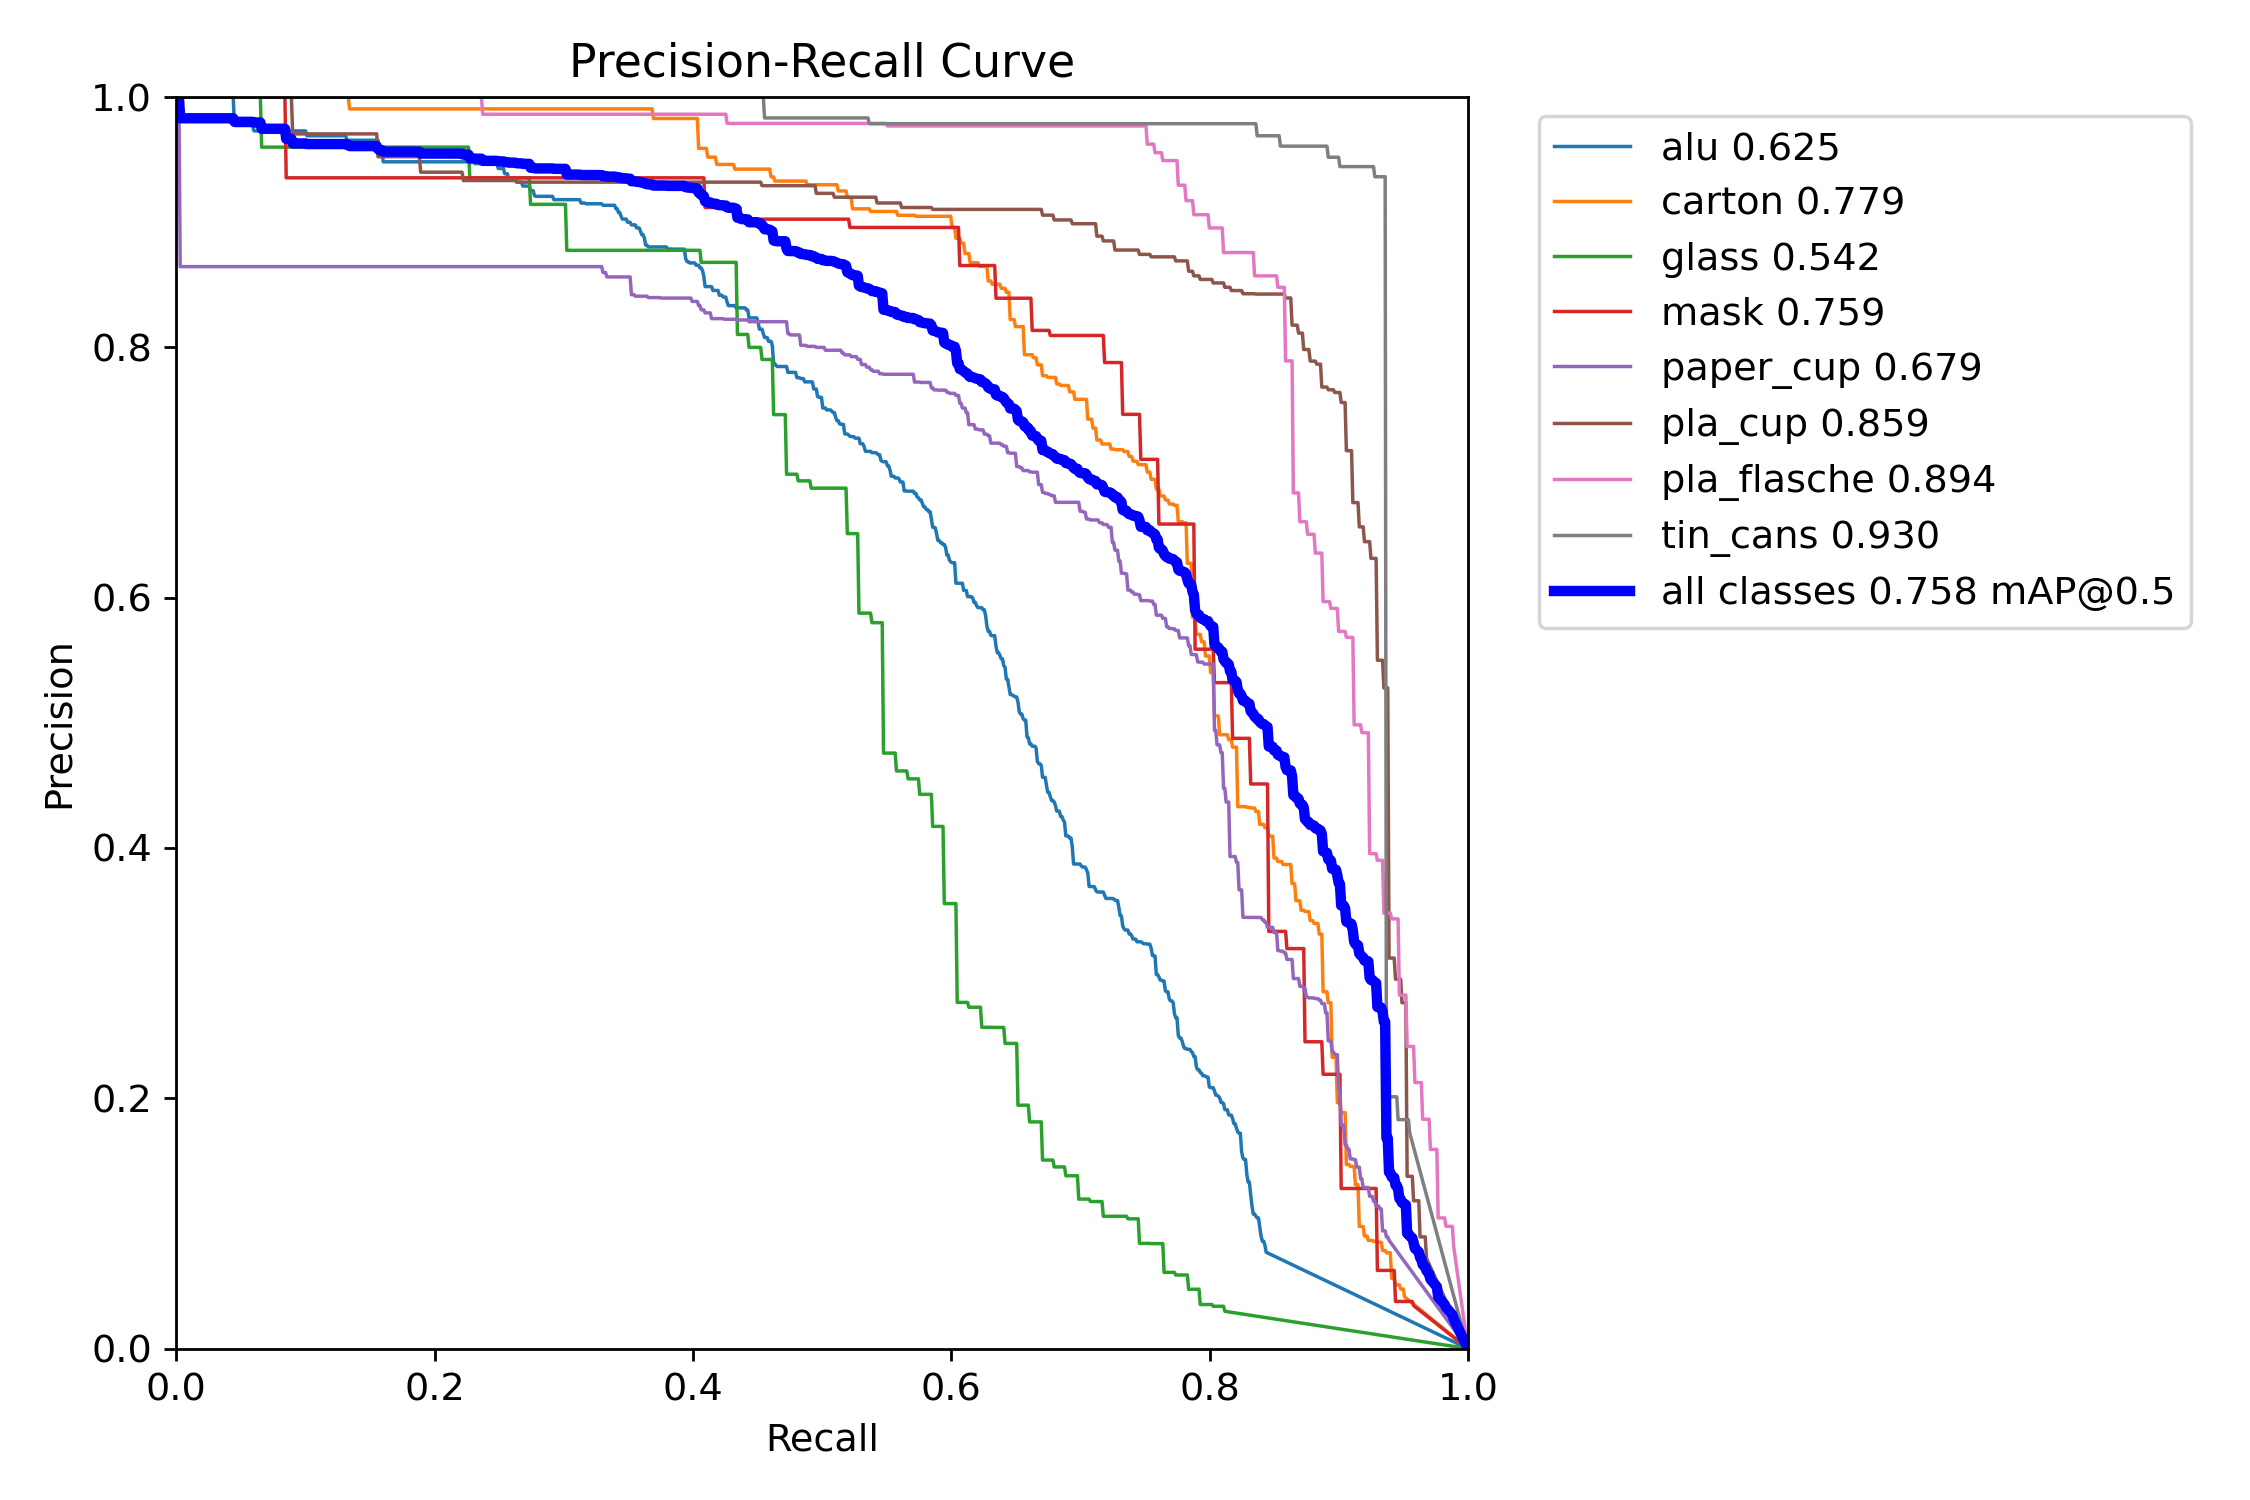 Precision-Recall Curve
1.0
0.8
0.6
0.4
0.2
0.0
Precision
0.0 0.2 0.4 0.6 0.8 1.0
Recall
alu 0.625
carton 0.779
glass 0.542
mask 0.759
paper_cup 0.679
pla_cup 0.859
pla_flasche 0.894
tin_cans 0.930
all classes 0.758 mAP@0.5